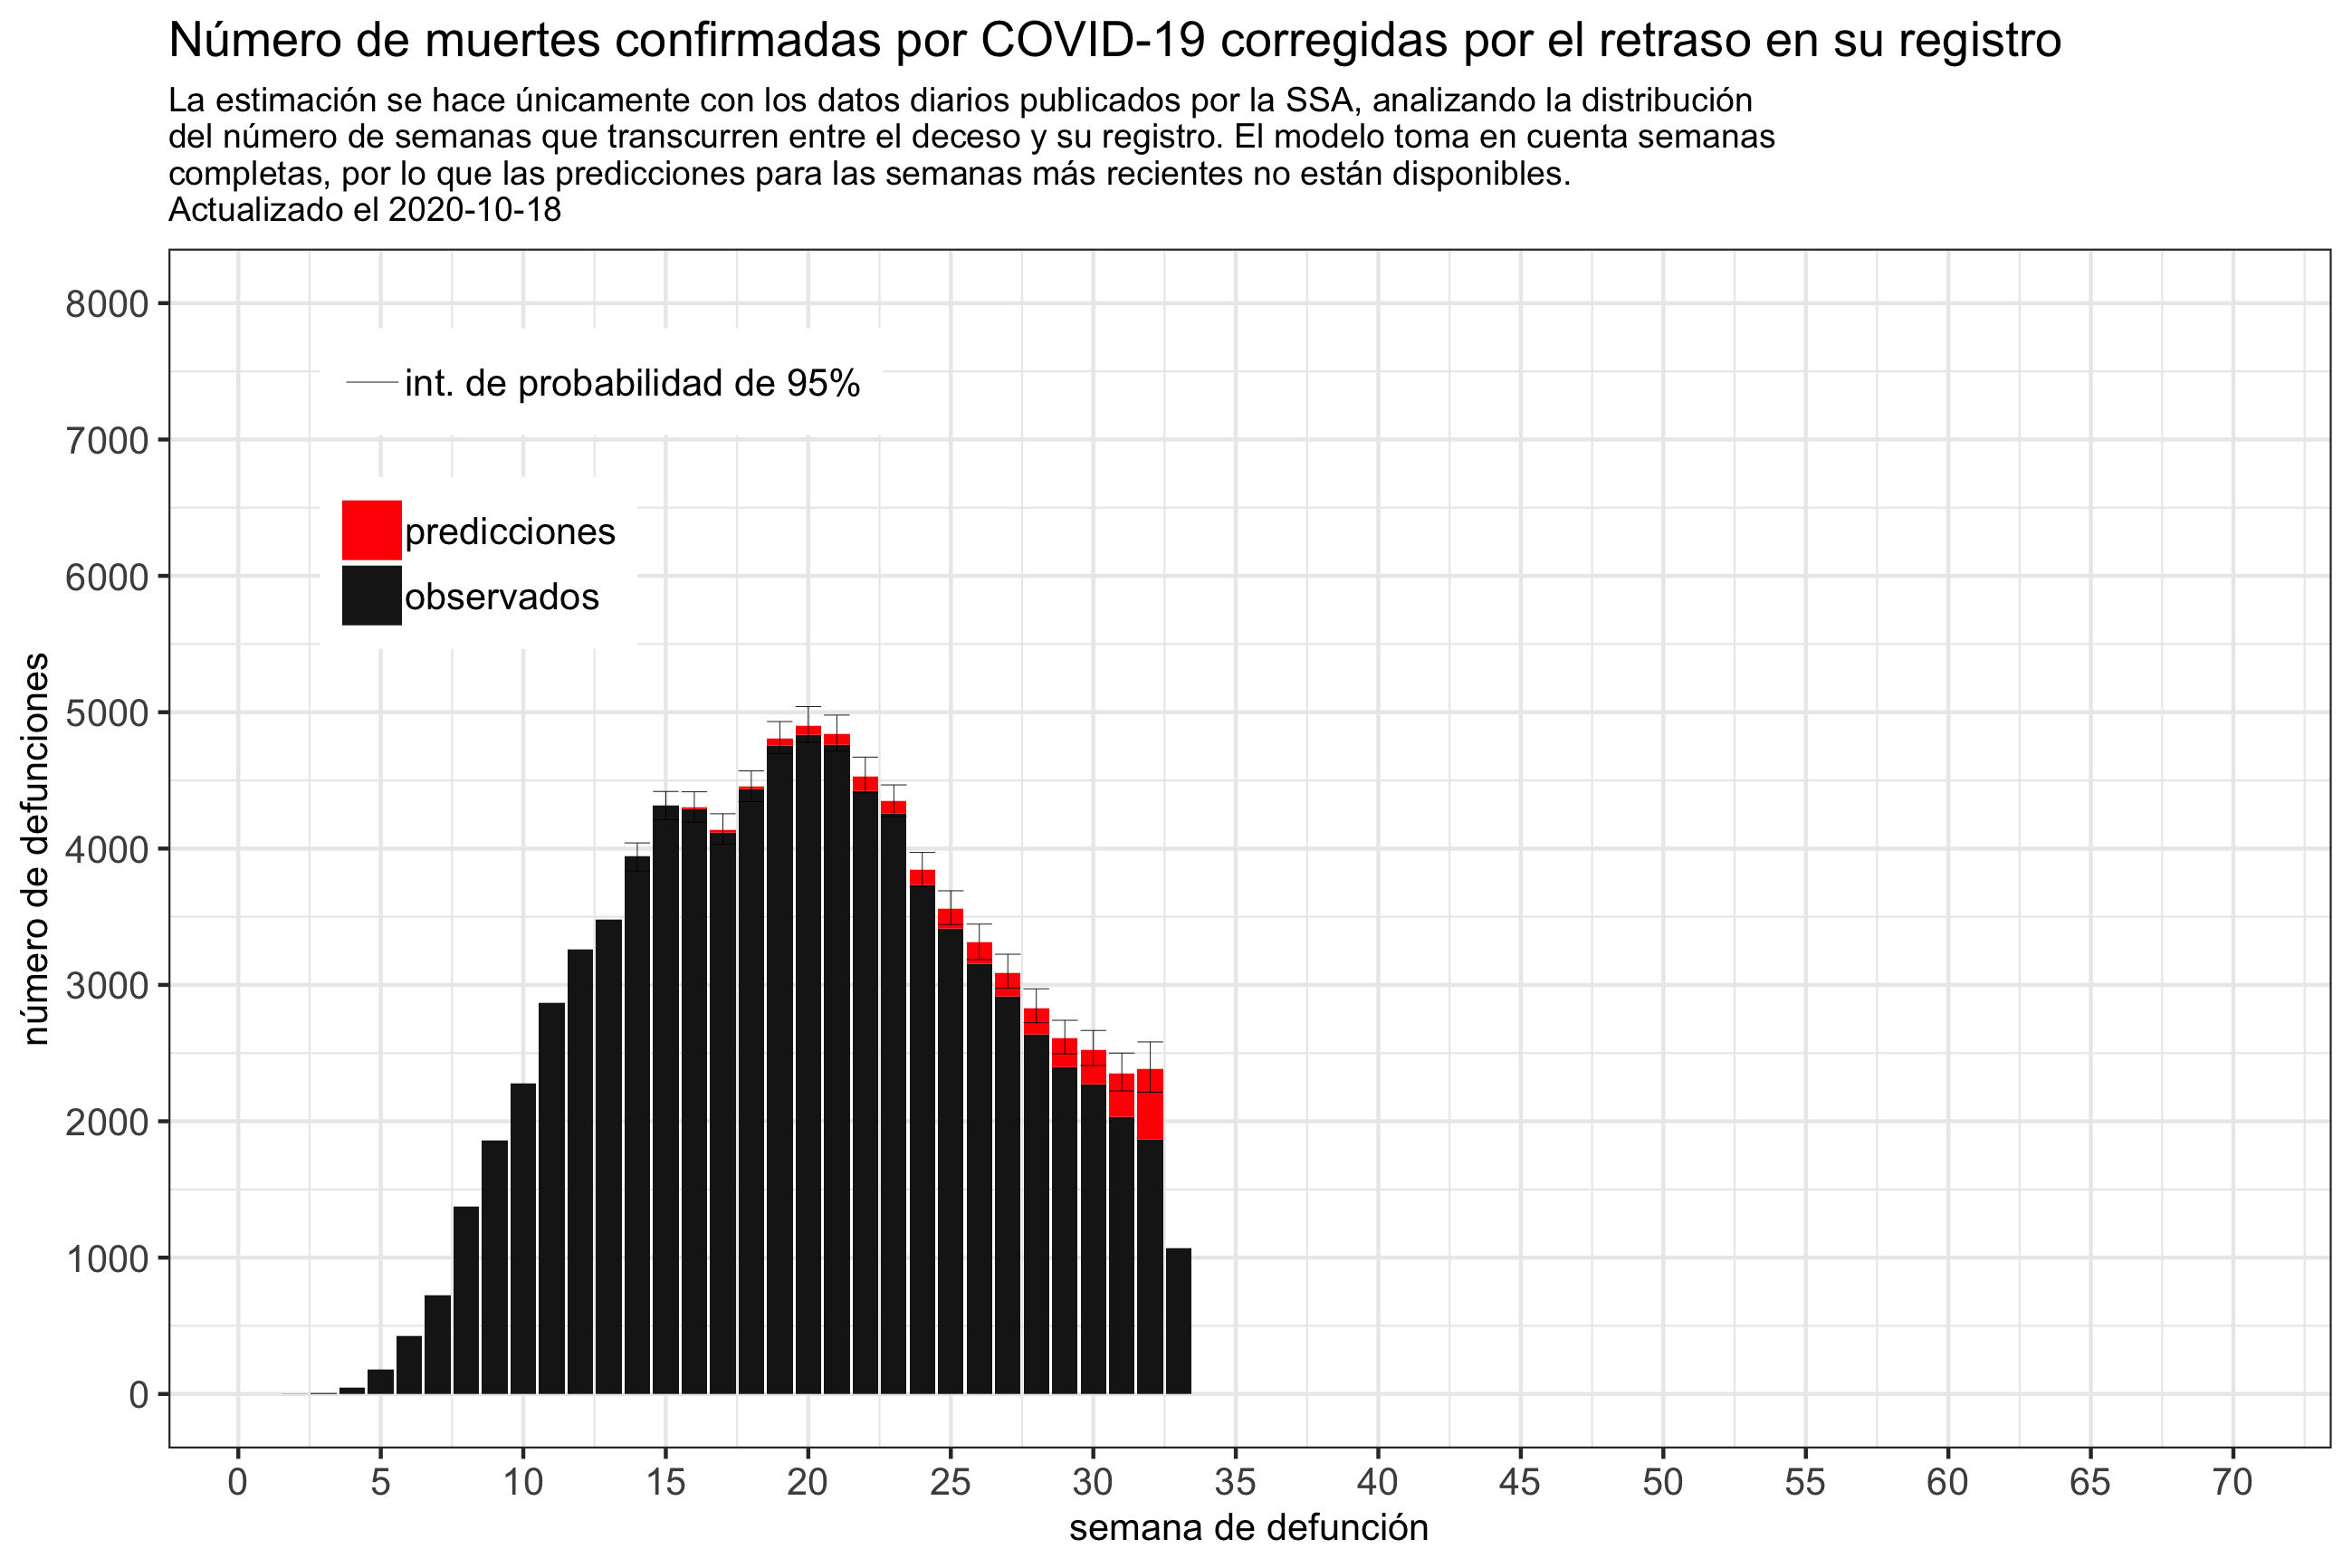 Número de muertes confirmadas por COVID-19 corregidas por el retraso en su registro
La estimación se hace únicamente con los datos diarios publicados por la SSA, analizando la distribución
del número de semanas que transcurren entre el deceso y su registro. El modelo toma en cuenta semanas
completas, por lo que las predicciones para las semanas más recientes no están disponibles.
Actualizado el 2020-10-18
8000
7000
6000
5000
4000
3000
2000
1000
0
número de defunciones
int. de probabilidad de 95%
predicciones
observados
0 5 10 15 20 25 30 35 40 45 50 55 60 65 70
semana de defunción